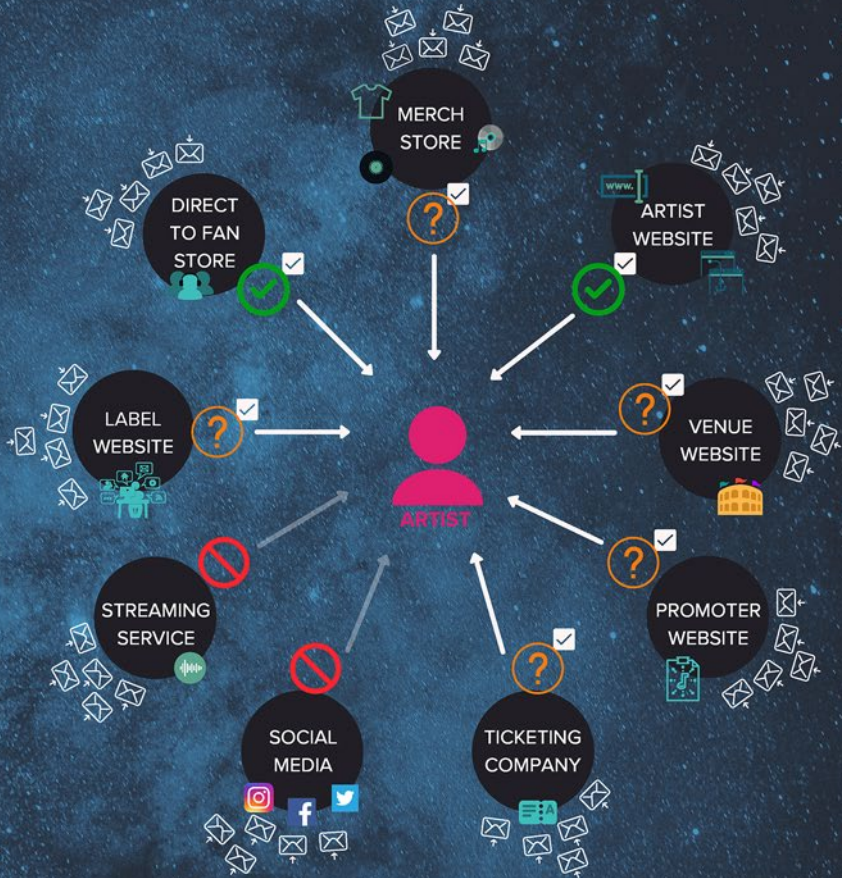 MERCH
STORE
DIRECT
TO FAN
STORE
www.
ARTIST
WEBSITE
?
LABEL
WEBSITE
?
?
VENUE
WEBSITE
ARTIST
STREAMING
SERVICE
?
PROMOTER
WEBSITE
?
SOCIAL
MEDIA
TICKETING
COMPANY
A